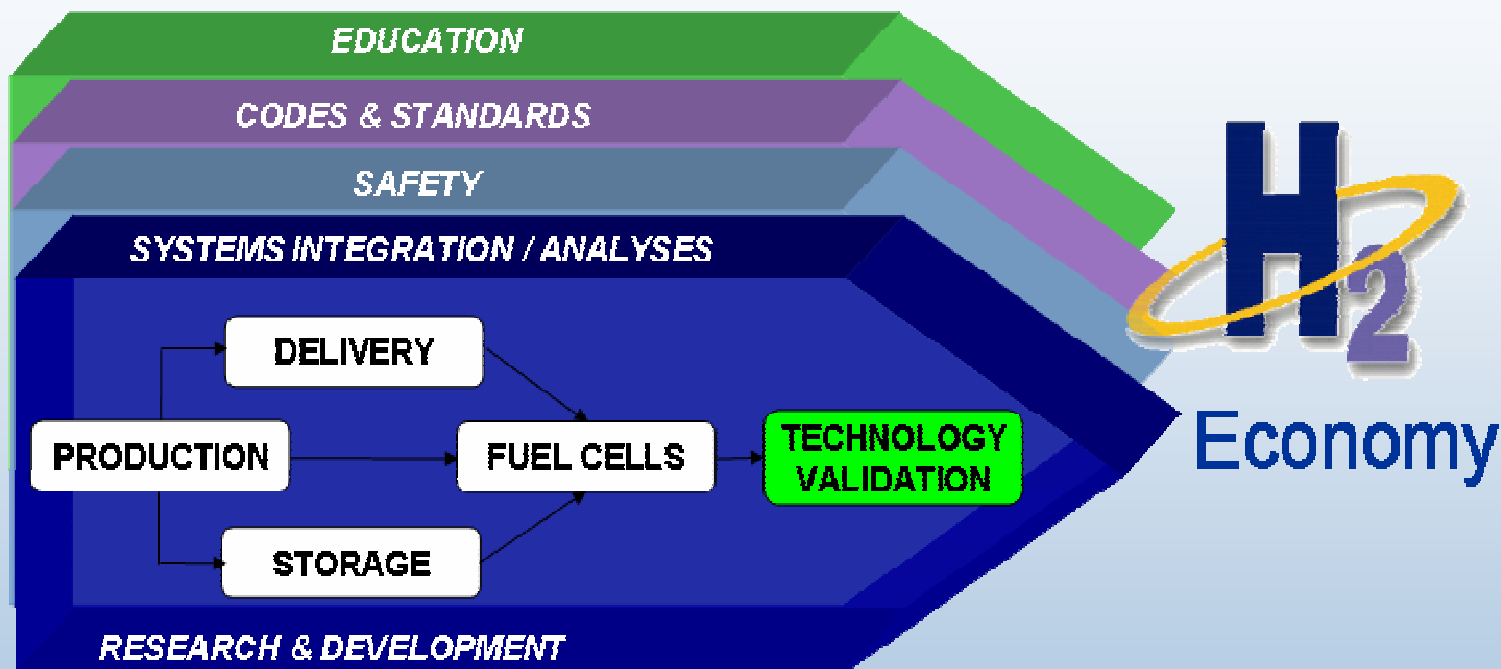 EDUCATION
CODES & STANDARDS
SAFETY
SYSTEMS INTEGRATION / ANALYSES
DELIVERY
PRODUCTION
FUEL CELLS
TECHNOLOGY
VALIDATION
STORAGE
RESEARCH & DEVELOPMENT
H2
Economy